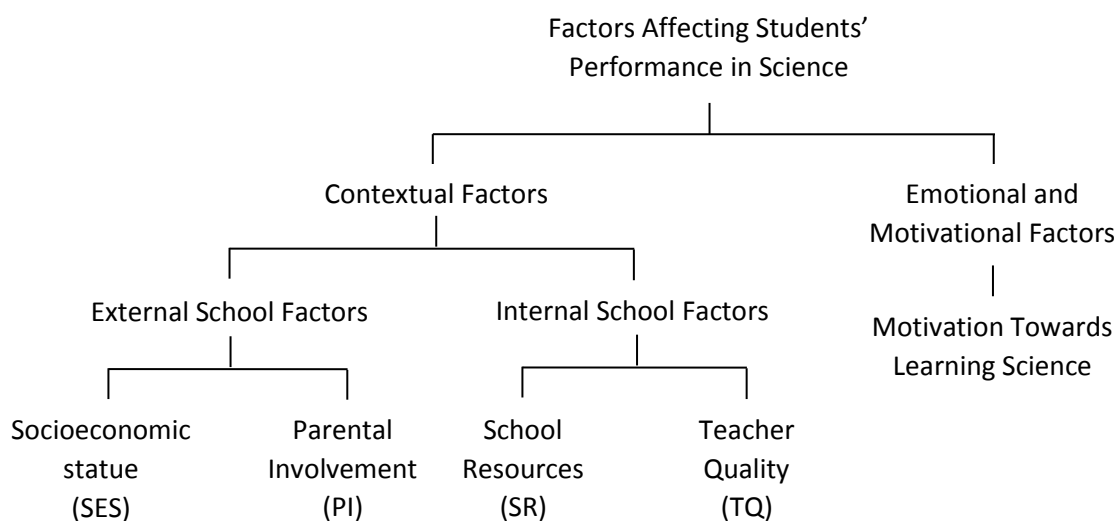 Factors Affecting Students’
Performance in Science
Contextual Factors
Emotional and
Motivational Factors
External School Factors
Internal School Factors
Motivation Towards
Learning Science
Socioeconomic
statue
(SES)
Parental
Involvement
(PI)
School
Resources
(SR)
Teacher
Quality
(TQ)